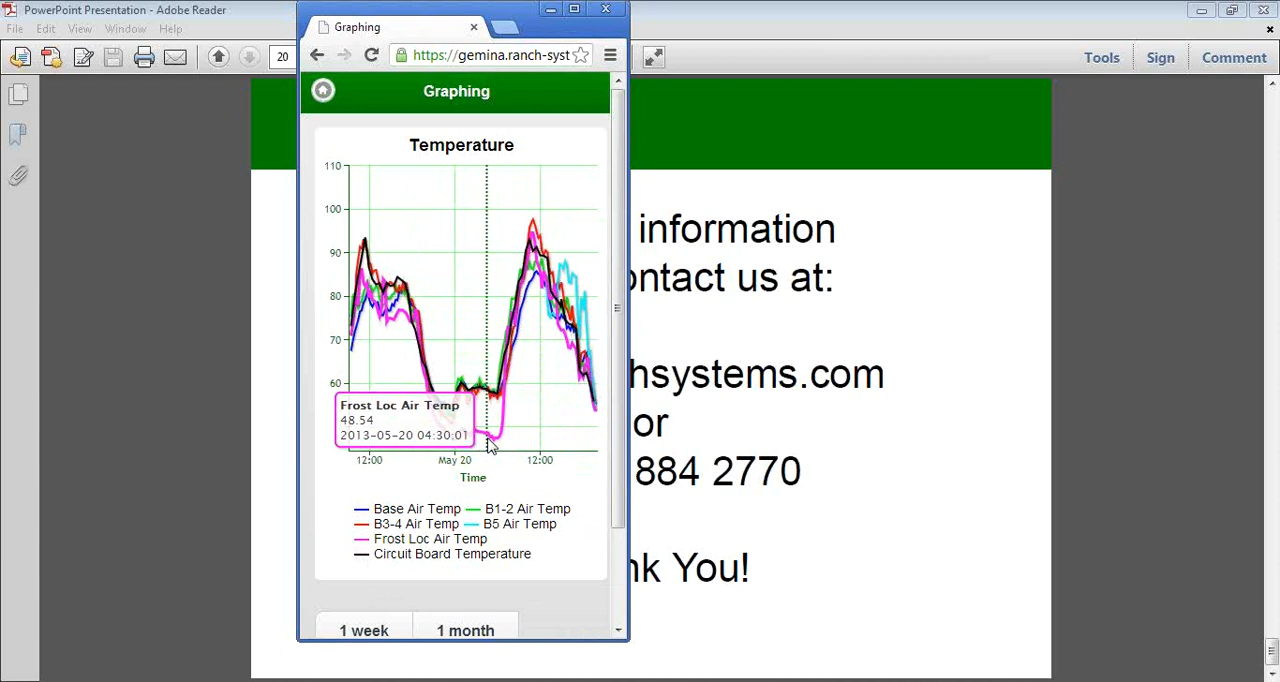 PowerPoint Presentation - Adobe Reader
File Edit View Window Help
20
Tools Sign Comment
Graphing
https://gemina.ranch-syst
Graphing
Temperature
110
100
90
80
70
60
Frost Loc Air Temp
48.54
2013-05-20 04:30:01
12:00 May 20 12:00
Time
Base Air Temp B1-2 Air Temp
B3-4 Air Temp B5 Air Temp
Frost Loc Air Temp
Circuit Board Temperature
1 week 1 month
information
ontact us at:
hsystems.com
or
884 2770
nk You!